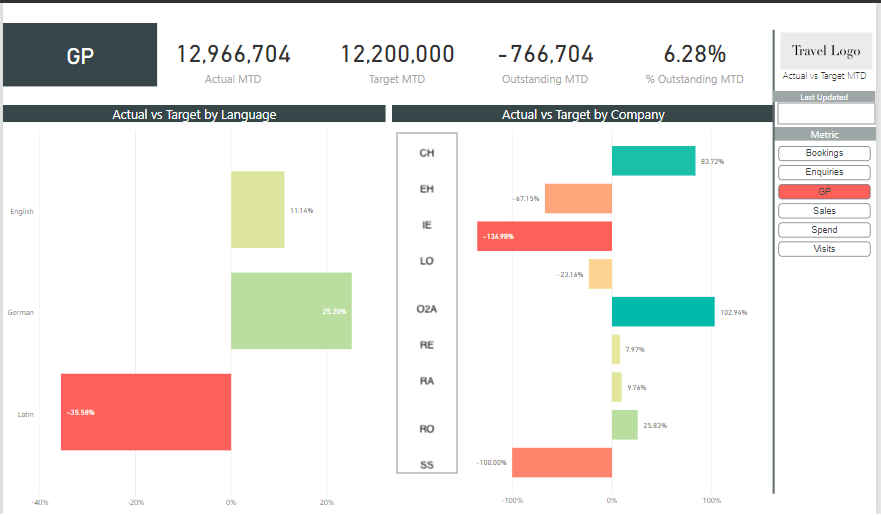 GP
12,966,704
Actual MTD
12,200,000
Target MTD
-766,704
Outstanding MTD
6.28%
% Outstanding MTD
Travel Logo
Actual vs Target MTD
Last Updated
Metric
Bookings
Enquiries
GP
Sales
Spend
Visits
Actual vs Target by Language
English
11.14%
German
25.20%
Latin
-35.58%
-40%
-20%
0%
20%
Actual vs Target by Company
CH
83.72%
EH
-67.15%
IE
-134.98%
LO
-23.16%
O2A
102.94%
RE
7.97%
RA
9.76%
RO
25.83%
SS
-100.00%
-100%
0%
100%